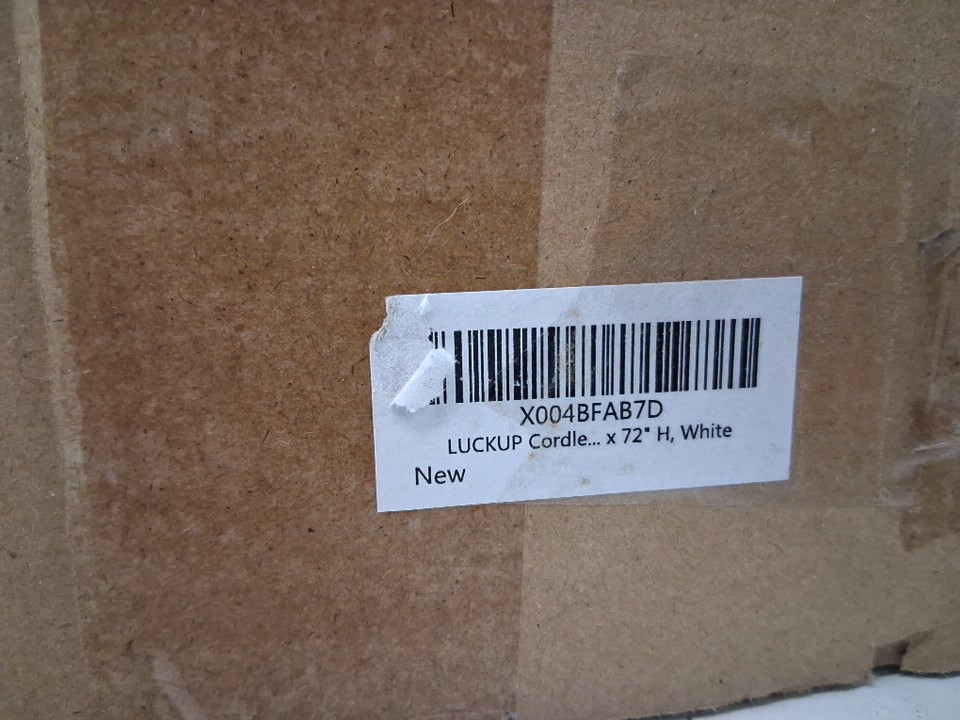 X004BFAB7D
LUCKUP Cordle... x 72" H, White
New